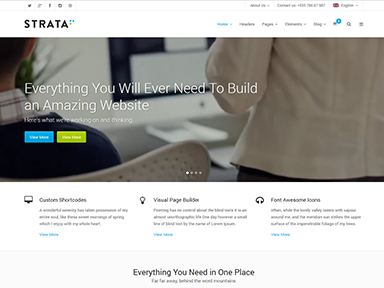 About Us
Contact us: +555 786 87 987
English
STRATA
Home
Headers
Pages
Elements
Blog
Everything You Will Ever Need To Build
an Amazing Website
Here's what we're working on and thinking.
View More
View More
Custom Shortcodes
A wonderful serenity has taken possession of my
entire soul, like these sweet mornings of spring
which I enjoy with my whole heart.
View More
Visual Page Builder
Pointing has no control about the blind texts it is an
almost unorthographic life One day however a small
line of blind text by the name of Lorem Ipsum.
View More
Font Awesome Icons
When, while the lovely valley teems with vapour
around me, and the meridian sun strikes the upper
surface of the impenetrable foliage of my trees.
View More
Everything You Need in One Place
Far far away, behind the word mountains